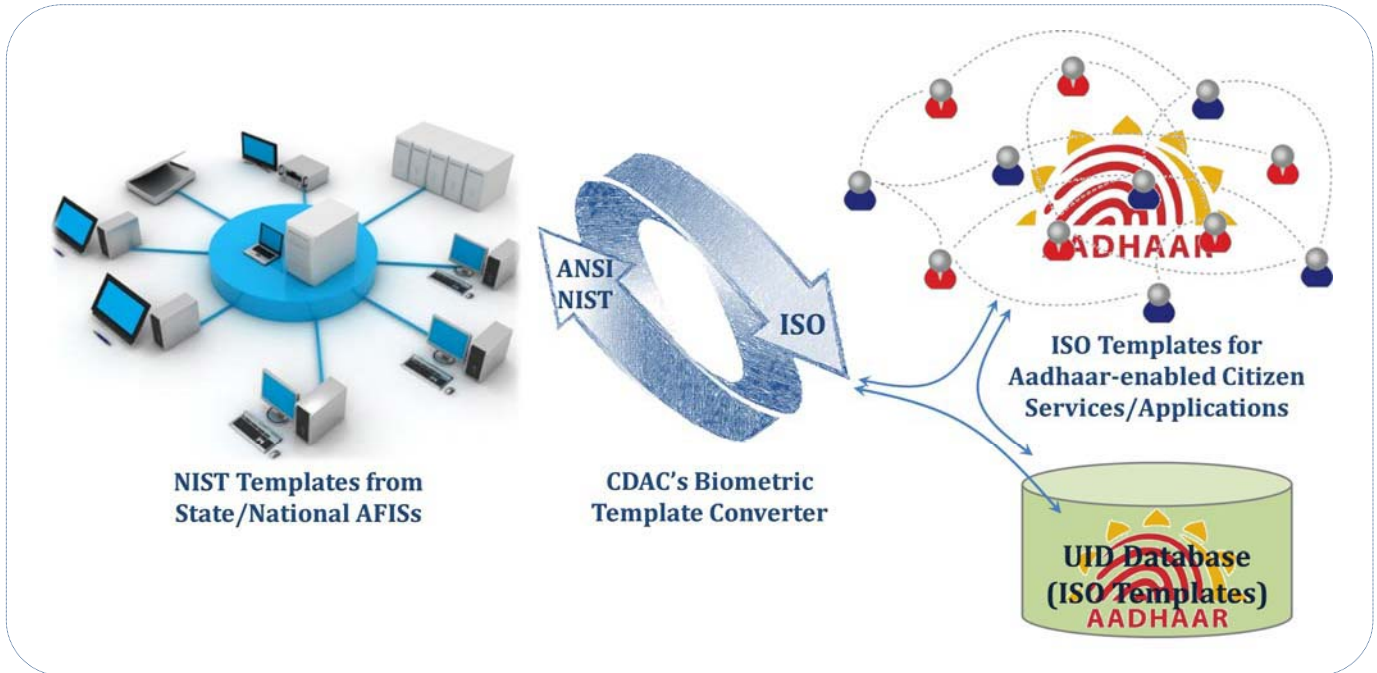 ANSI
NIST
ISO
AADHAAR
ISO Templates for
Aadhaar-enabled Citizen
Services/Applications
NIST Templates from
State/National AFISs
CDAC's Biometric
Template Converter
UID Database
(ISO Templates)
AADHAAR